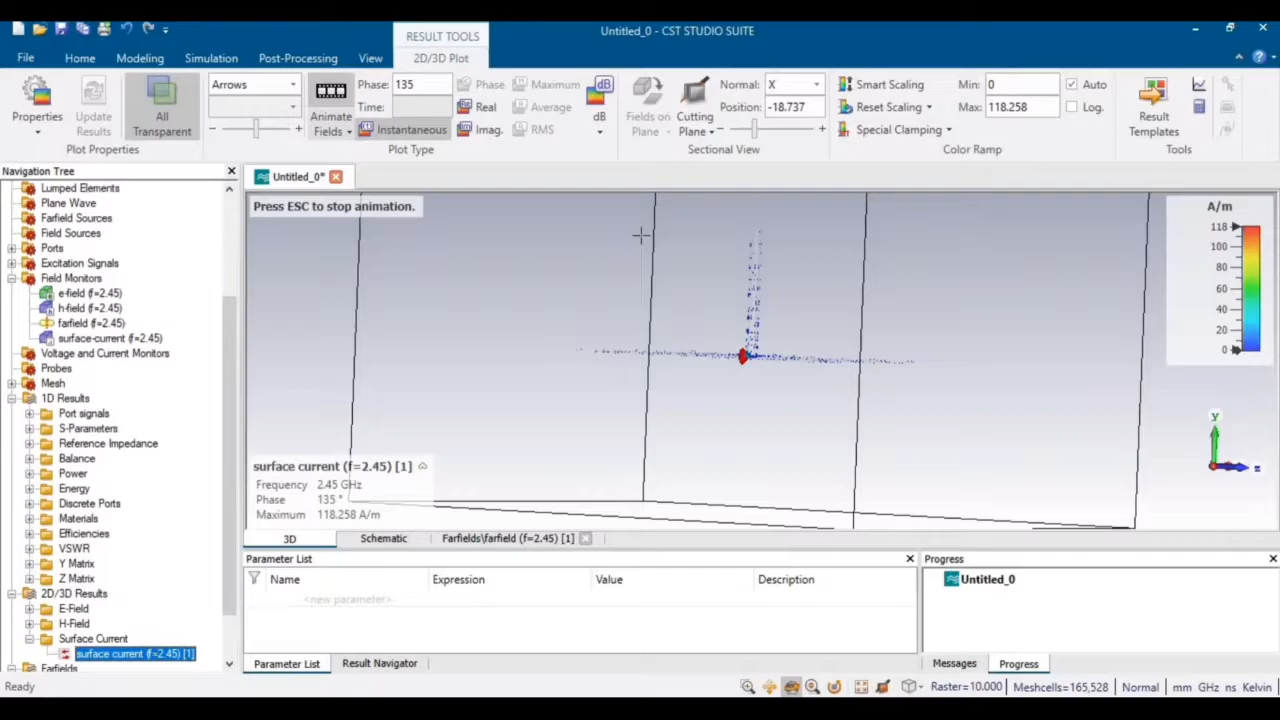 Untitled_0 - CST STUDIO SUITE
RESULT TOOLS
File Home Modeling Simulation Post-Processing View 2D/3D Plot
Properties
Update Results
All Transparent
Plot Properties
Arrows
Animate Fields
Phase: 135
Time:
Instantaneous
Phase
Real
Imag.
Maximum
Average
RMS
dB
Plot Type
Fields on Plane
Cutting Plane
Normal: X
Position: -18.737
Sectional View
Smart Scaling
Reset Scaling
Special Clamping
Min: 0
Max: 118.258
Auto
Log.
Color Ramp
Result Templates
Tools
Navigation Tree
Lumped Elements
Plane Wave
Farfield Sources
Field Sources
Ports
Excitation Signals
Field Monitors
e-field (f=2.45)
h-field (f=2.45)
farfield (f=2.45)
surface-current (f=2.45)
Voltage and Current Monitors
Probes
Mesh
1D Results
Port signals
S-Parameters
Reference Impedance
Balance
Power
Energy
Discrete Ports
Materials
Efficiencies
VSWR
Y Matrix
Z Matrix
2D/3D Results
E-Field
H-Field
Surface Current
surface current (f=2.45) [1]
Farfields
Untitled_0*
Press ESC to stop animation.
A/m
118
100
80
60
40
20
0
y
z
surface current (f=2.45) [1]
Frequency 2.45 GHz
Phase 135 °
Maximum 118.258 A/m
3D Schematic Farfields\farfield (f=2.45) [1]
Parameter List
Name Expression Value Description
<new parameter>
Parameter List Result Navigator
Progress
Untitled_0
Messages Progress
Ready
Raster=10.000 Meshcells=165,528 Normal mm GHz ns Kelvin